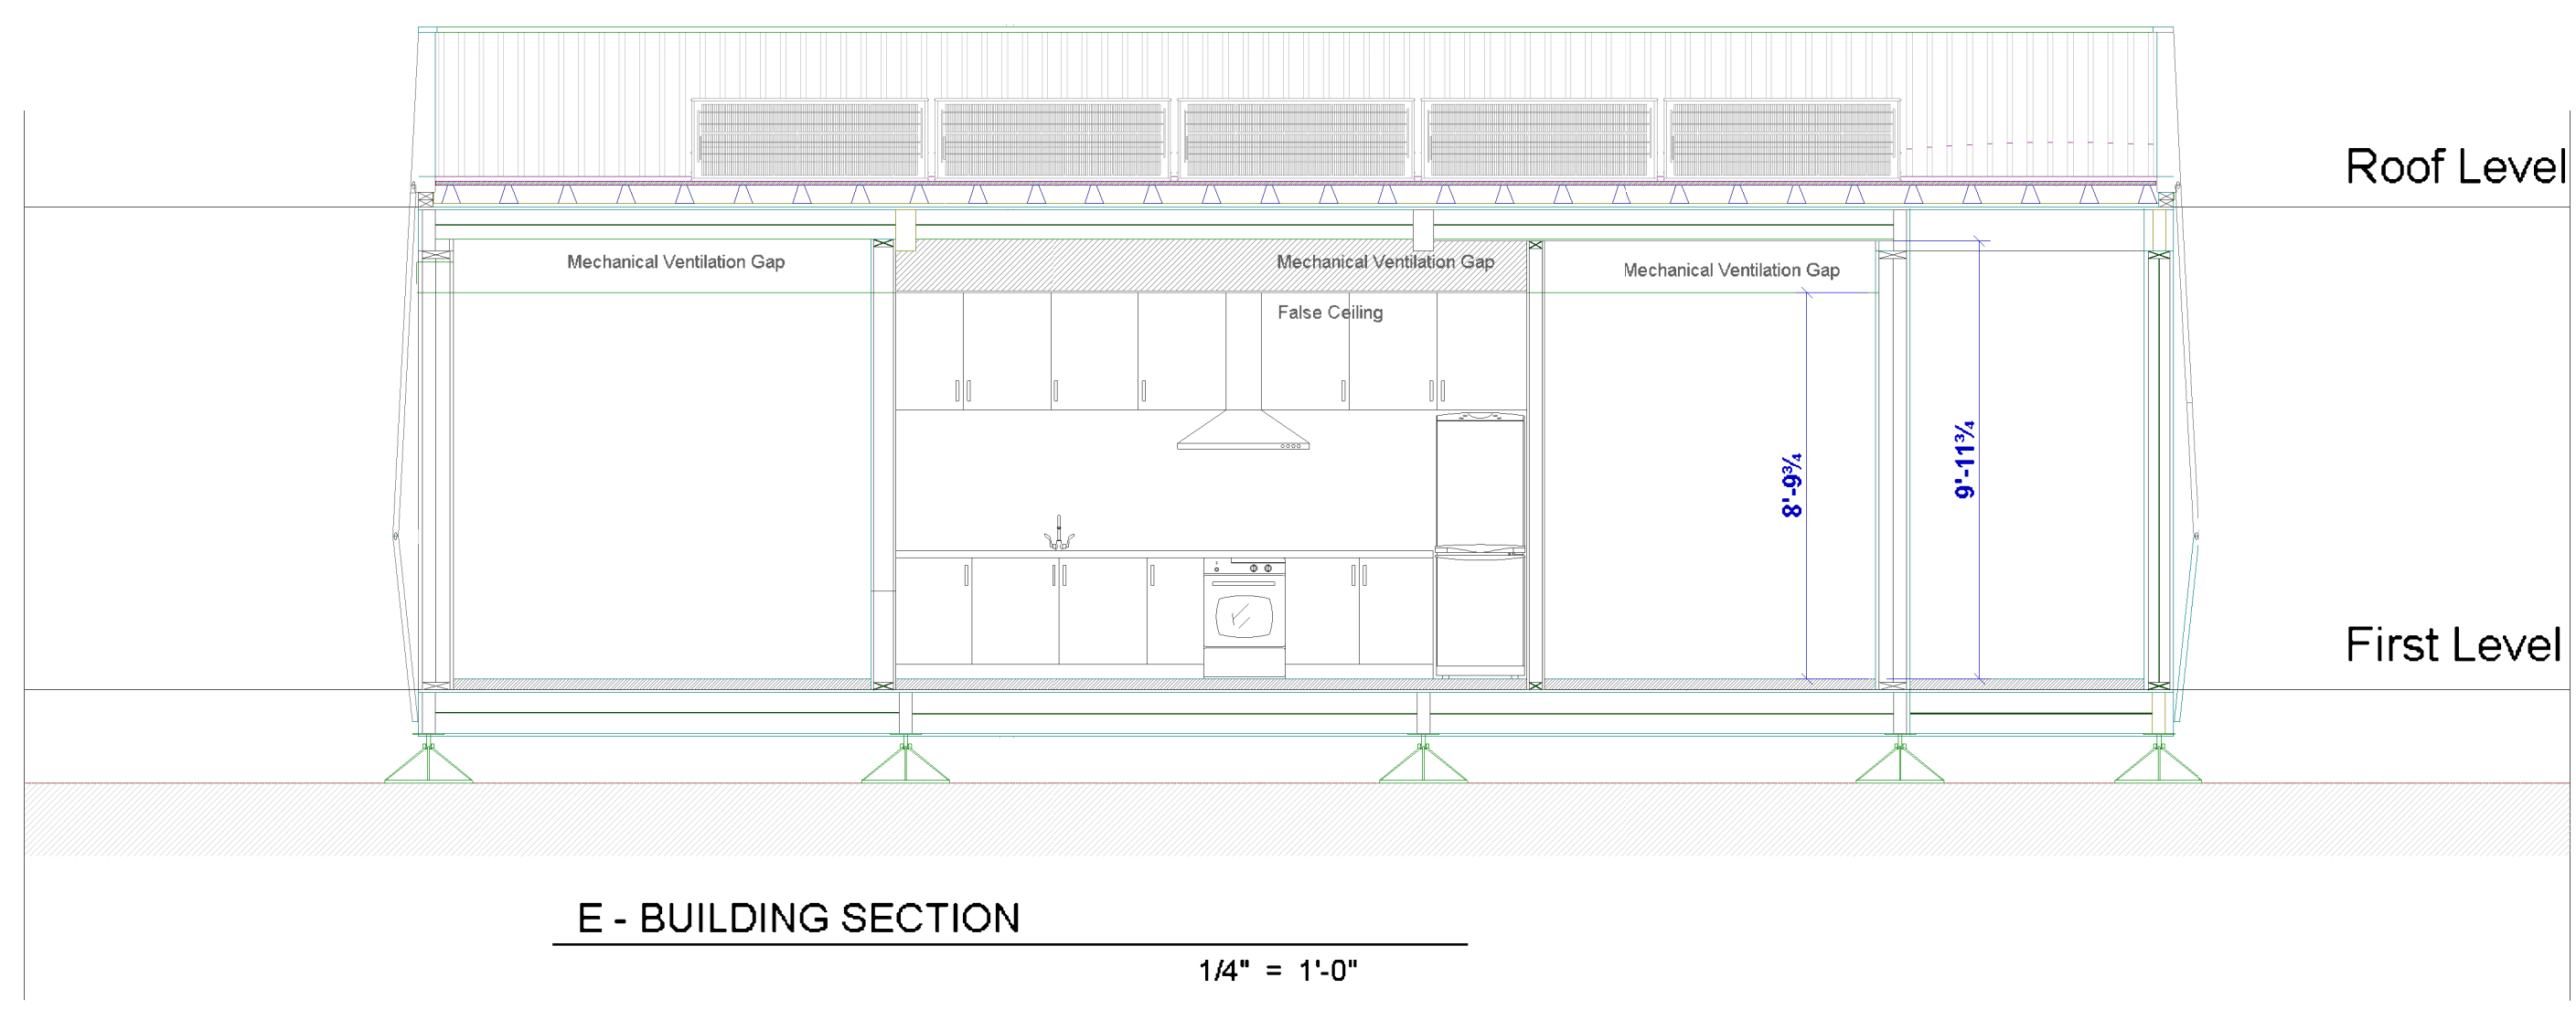 Roof Level
Mechanical Ventilation Gap
Mechanical Ventilation Gap
Mechanical Ventilation Gap
False Ceiling
8'-9¾
9'-11¾
First Level
E - BUILDING SECTION
1/4" = 1'-0"